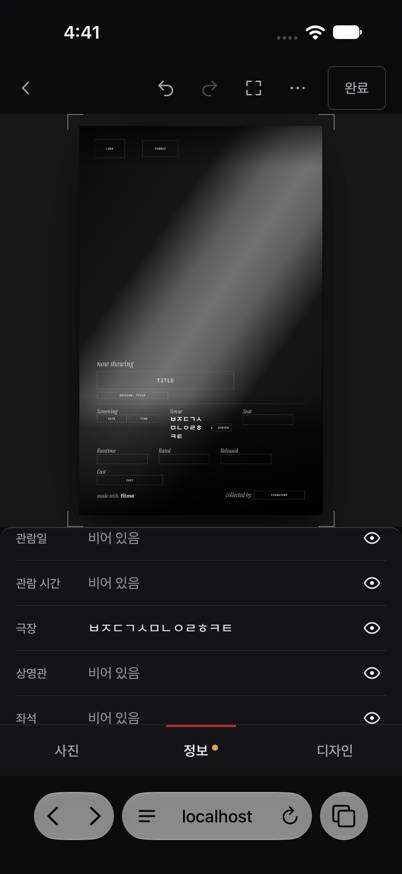 4:41
완료
LOGO
FORMAT
now showing
TITLE
ORIGINAL TITLE
Screening
Venue
Seat
DATE
TIME
ㅂㅈㄷㄱㅅ
ㅁㄴㅇㄹㅎ
ㅋㅌ
SCREEN
Runtime
Rated
Released
Cast
CAST
made with films
collected by
SIGNATURE
관람일 비어 있음
관람 시간 비어 있음
극장 ㅂㅈㄷㄱㅅㅁㄴㅇㄹㅎㅋㅌ
상영관 비어 있음
좌석 비어 있음
사진 정보 디자인
localhost